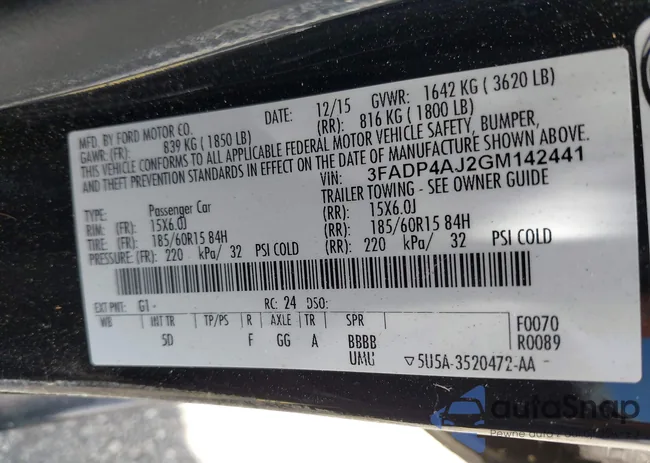 MFD. BY FORD MOTOR CO.
DATE: 12/15 GVWR: 1642 KG ( 3620 LB)
GAWR: (FR): 839 KG ( 1850 LB) (RR): 816 KG ( 1800 LB)
THIS VEHICLE CONFORMS TO ALL APPLICABLE FEDERAL MOTOR VEHICLE SAFETY, BUMPER,
AND THEFT PREVENTION STANDARDS IN EFFECT ON THE DATE OF MANUFACTURE SHOWN ABOVE.
VIN: 3FADP4AJ2GM142441
TYPE: Passenger Car TRAILER TOWING - SEE OWNER GUIDE
RIM: (FR): 15X6.0J (RR): 15X6.0J
TIRE: (FR): 185/60R15 84H (RR): 185/60R15 84H
PRESSURE: (FR): 220 kPa/ 32 PSI COLD (RR): 220 kPa/ 32 PSI COLD
EXT PNT: G1 - RC: 24 DSO:
WB INT TR TP/PS R AXLE TR SPR F0070
5D F GG A BBBB R0089
UMU 5U5A-3520472-AA
autoSnap
Pewne auto